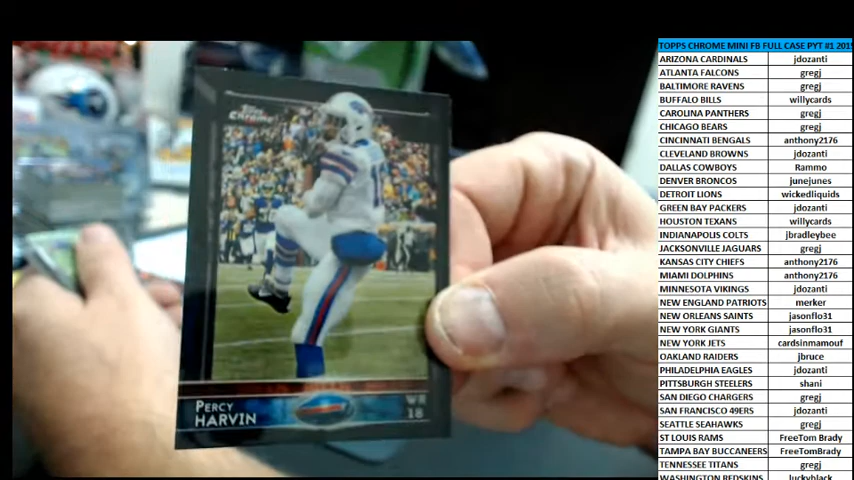 Topps
Chrome
PERCY
HARVIN
WR
18
TOPPS CHROME MINI FB FULL CASE PYT #1 201
ARIZONA CARDINALS jdozanti
ATLANTA FALCONS gregj
BALTIMORE RAVENS gregj
BUFFALO BILLS willycards
CAROLINA PANTHERS gregj
CHICAGO BEARS gregj
CINCINNATI BENGALS anthony2176
CLEVELAND BROWNS jdozanti
DALLAS COWBOYS Rammo
DENVER BRONCOS junejunes
DETROIT LIONS wickedliquids
GREEN BAY PACKERS jdozanti
HOUSTON TEXANS willycards
INDIANAPOLIS COLTS jbradleybee
JACKSONVILLE JAGUARS gregj
KANSAS CITY CHIEFS anthony2176
MIAMI DOLPHINS anthony2176
MINNESOTA VIKINGS jdozanti
NEW ENGLAND PATRIOTS merker
NEW ORLEANS SAINTS jasonflo31
NEW YORK GIANTS jasonflo31
NEW YORK JETS cardsinmamouf
OAKLAND RAIDERS jbruce
PHILADELPHIA EAGLES jdozanti
PITTSBURGH STEELERS shani
SAN DIEGO CHARGERS gregj
SAN FRANCISCO 49ERS jdozanti
SEATTLE SEAHAWKS gregj
ST LOUIS RAMS FreeTom Brady
TAMPA BAY BUCCANEERS FreeTomBrady
TENNESSEE TITANS gregj
WASHINGTON REDSKINS luckyblack